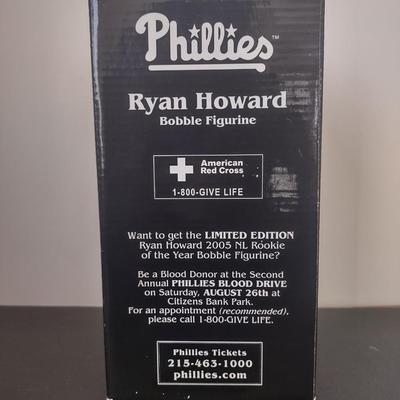 Phillies™
Ryan Howard
Bobble Figurine
American
Red Cross
1-800-GIVE LIFE
Want to get the LIMITED EDITION
Ryan Howard 2005 NL Rookie
of the Year Bobble Figurine?
Be a Blood Donor at the Second
Annual PHILLIES BLOOD DRIVE
on Saturday, AUGUST 26th at
Citizens Bank Park.
For an appointment (recommended),
please call 1-800-GIVE LIFE.
Phillies Tickets
215-463-1000
phillies.com